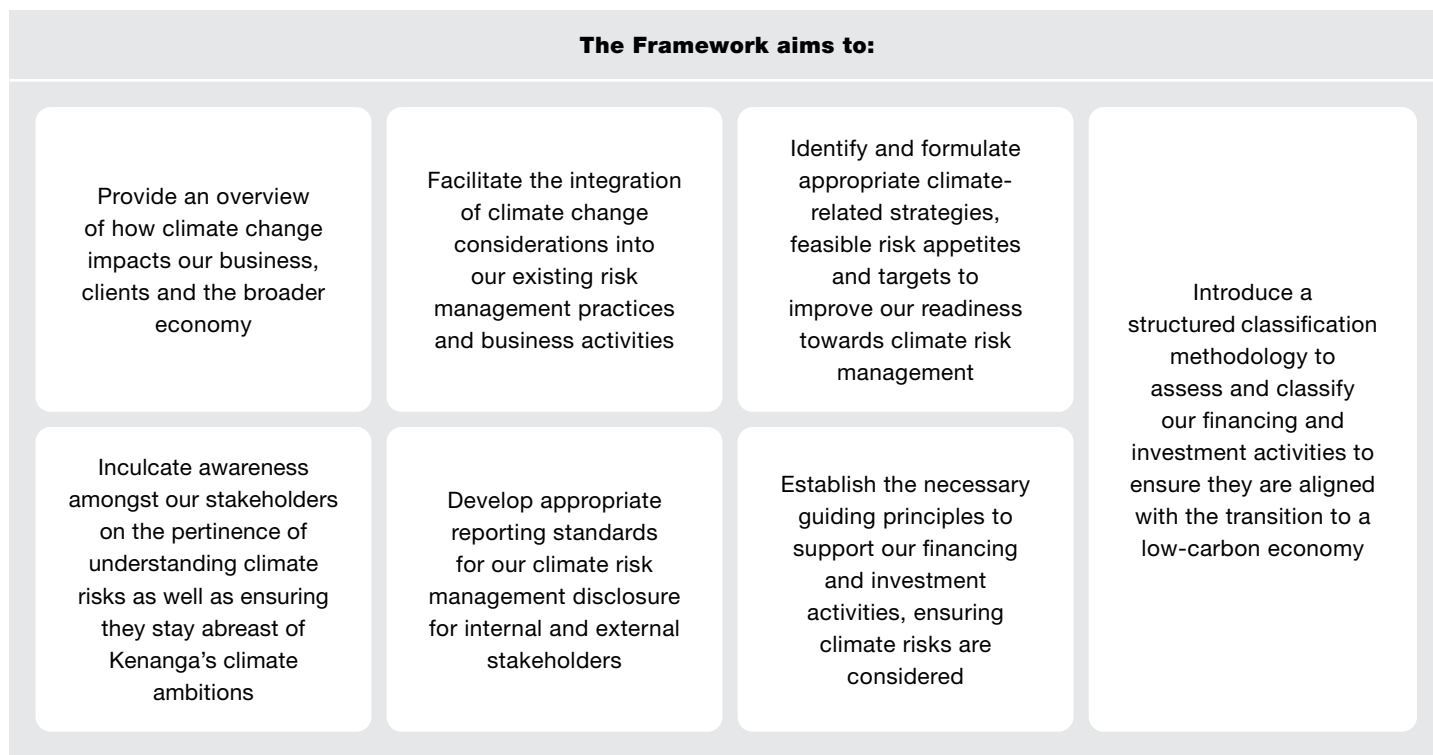 The Framework aims to:
Provide an overview
of how climate change
impacts our business,
clients and the broader
economy
Facilitate the integration
of climate change
considerations into
our existing risk
management practices
and business activities
Identify and formulate
appropriate climate-
related strategies,
feasible risk appetites
and targets to
improve our readiness
towards climate risk
management
Introduce a
structured classification
methodology to
assess and classify
our financing and
investment activities to
ensure they are aligned
with the transition to a
low-carbon economy
Inculcate awareness
amongst our stakeholders
on the pertinence of
understanding climate
risks as well as ensuring
they stay abreast of
Kenanga’s climate
ambitions
Develop appropriate
reporting standards
for our climate risk
management disclosure
for internal and external
stakeholders
Establish the necessary
guiding principles to
support our financing
and investment
activities, ensuring
climate risks are
considered